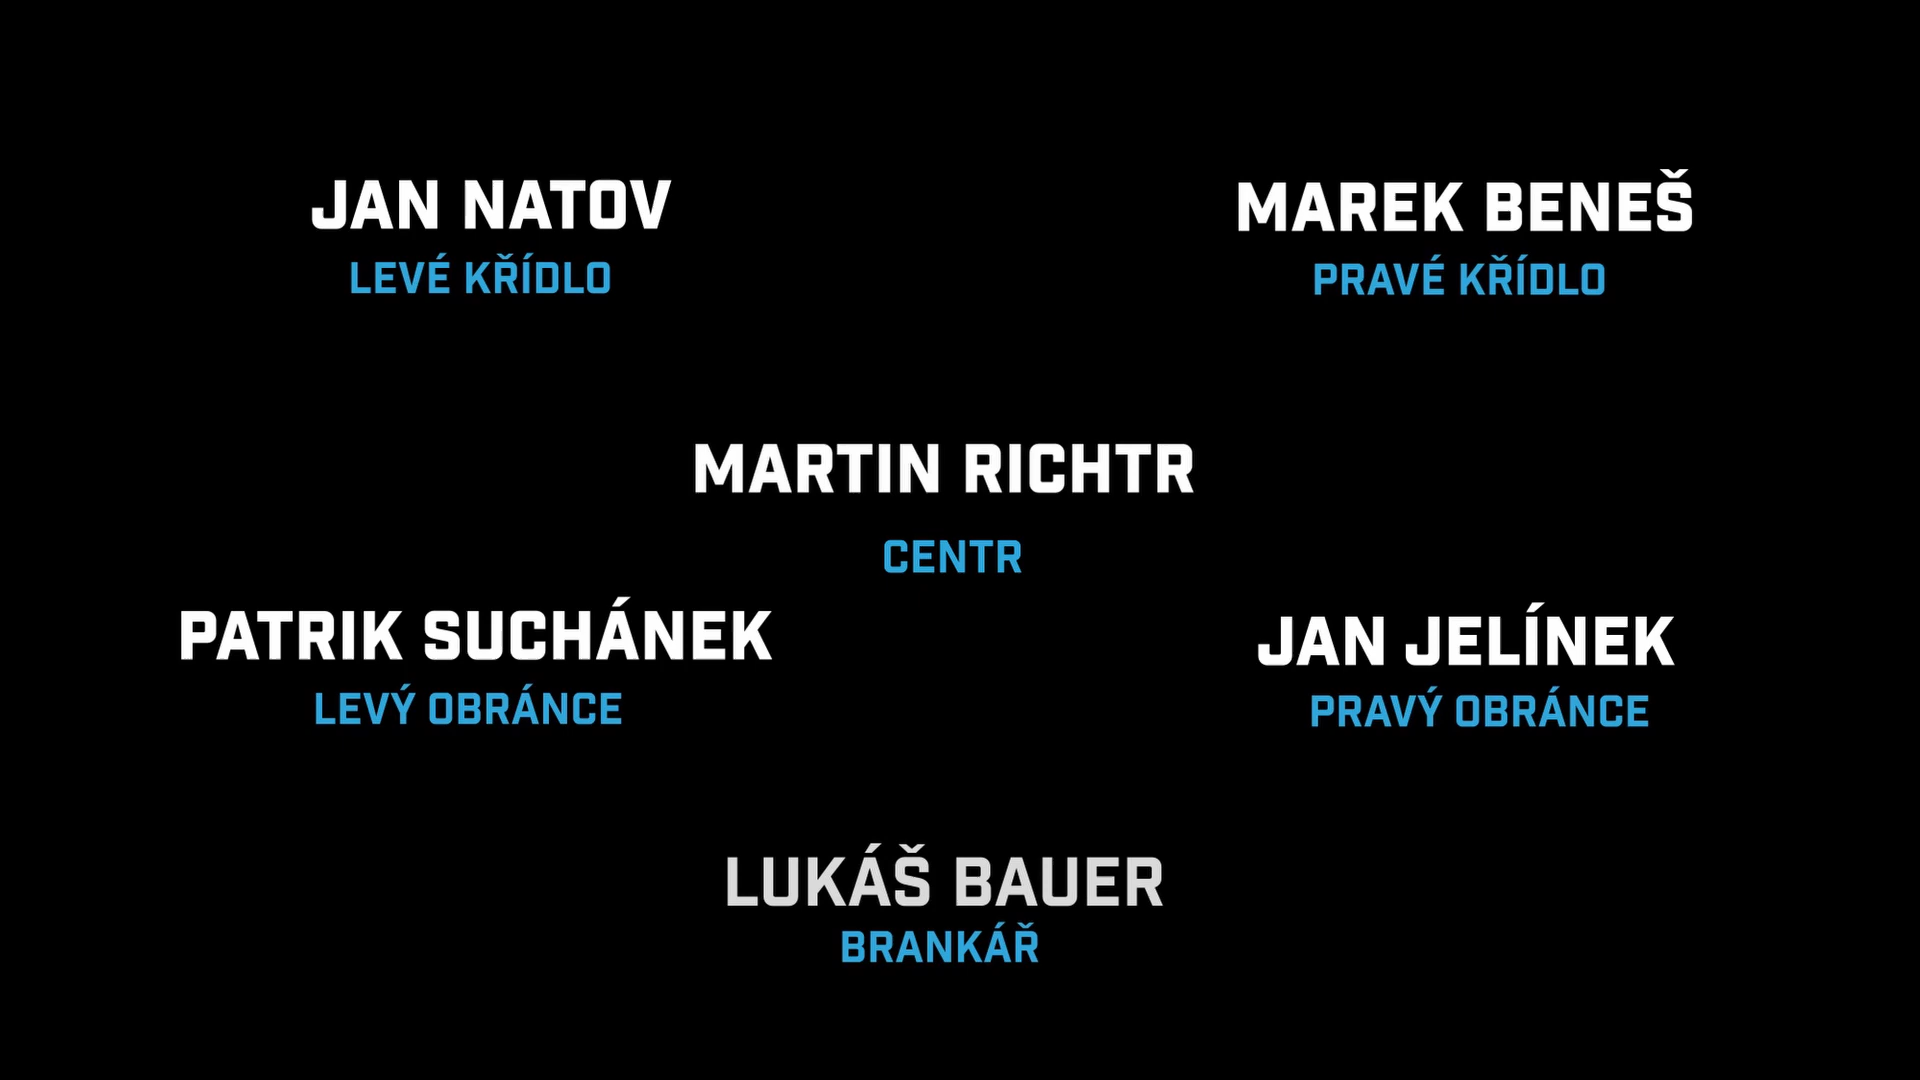 JAN NATOV
LEVÉ KŘÍDLO
MAREK BENEŠ
PRAVÉ KŘÍDLO
MARTIN RICHTR
CENTR
PATRIK SUCHÁNEK
LEVÝ OBRÁNCE
JAN JELÍNEK
PRAVÝ OBRÁNCE
LUKÁŠ BAUER
BRANKÁŘ